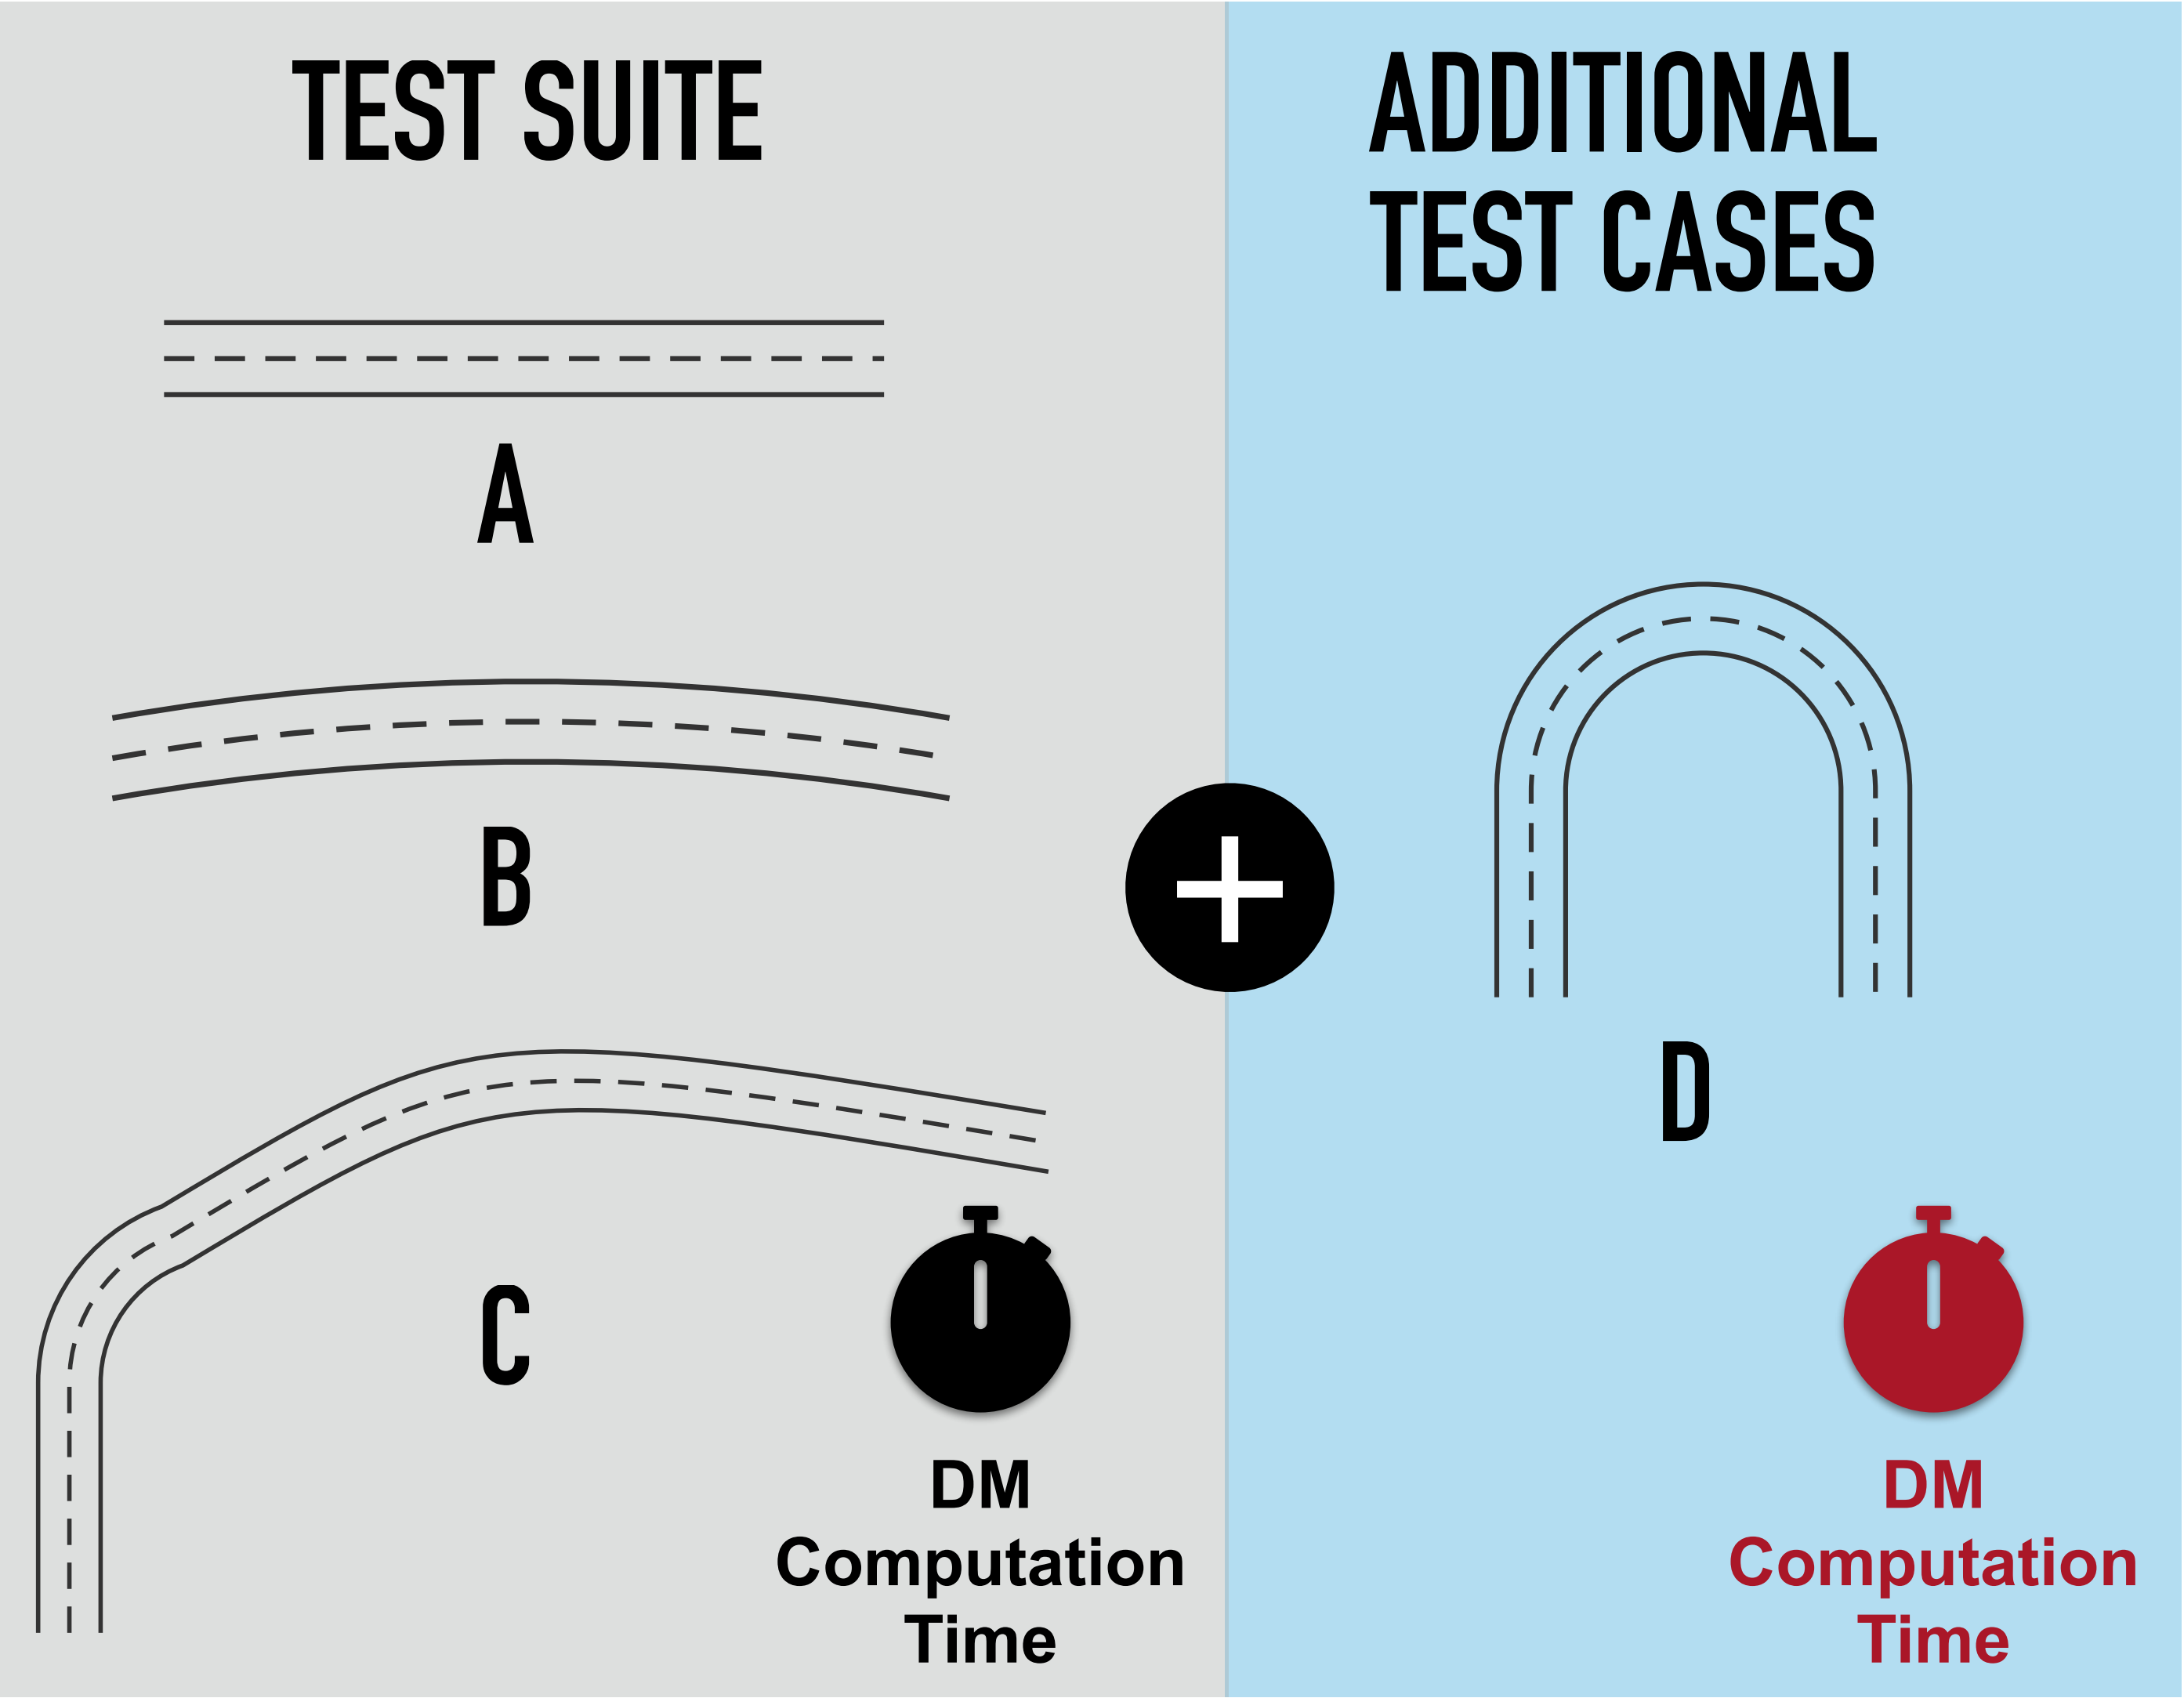 TEST SUITE
A
B
C
DM
Computation
Time
ADDITIONAL
TEST CASES
D
DM
Computation
Time